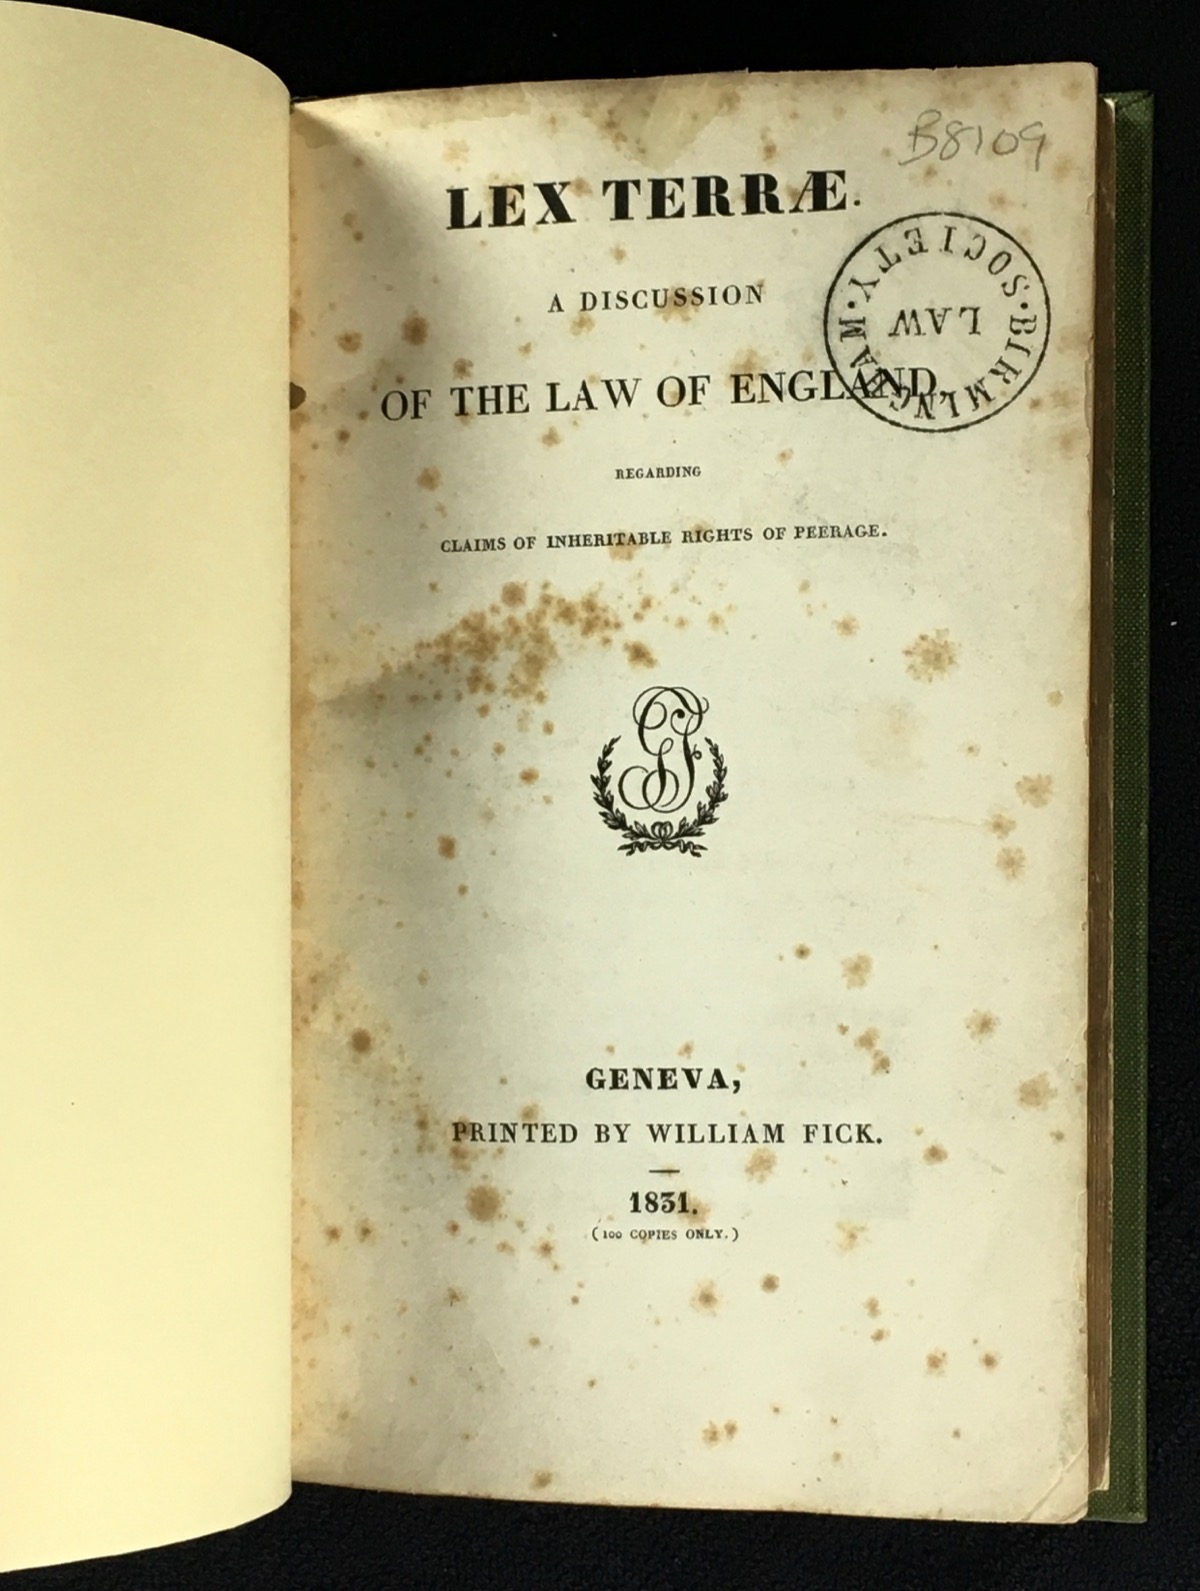 B8109
LEX TERRÆ.
A DISCUSSION
OF THE LAW OF ENGLAND,
REGARDING
CLAIMS OF INHERITABLE RIGHTS OF PEERAGE.
BIRMINGHAM · LAW SOCIETY ·
GENEVA,
PRINTED BY WILLIAM FICK.
1831.
(100 COPIES ONLY.)